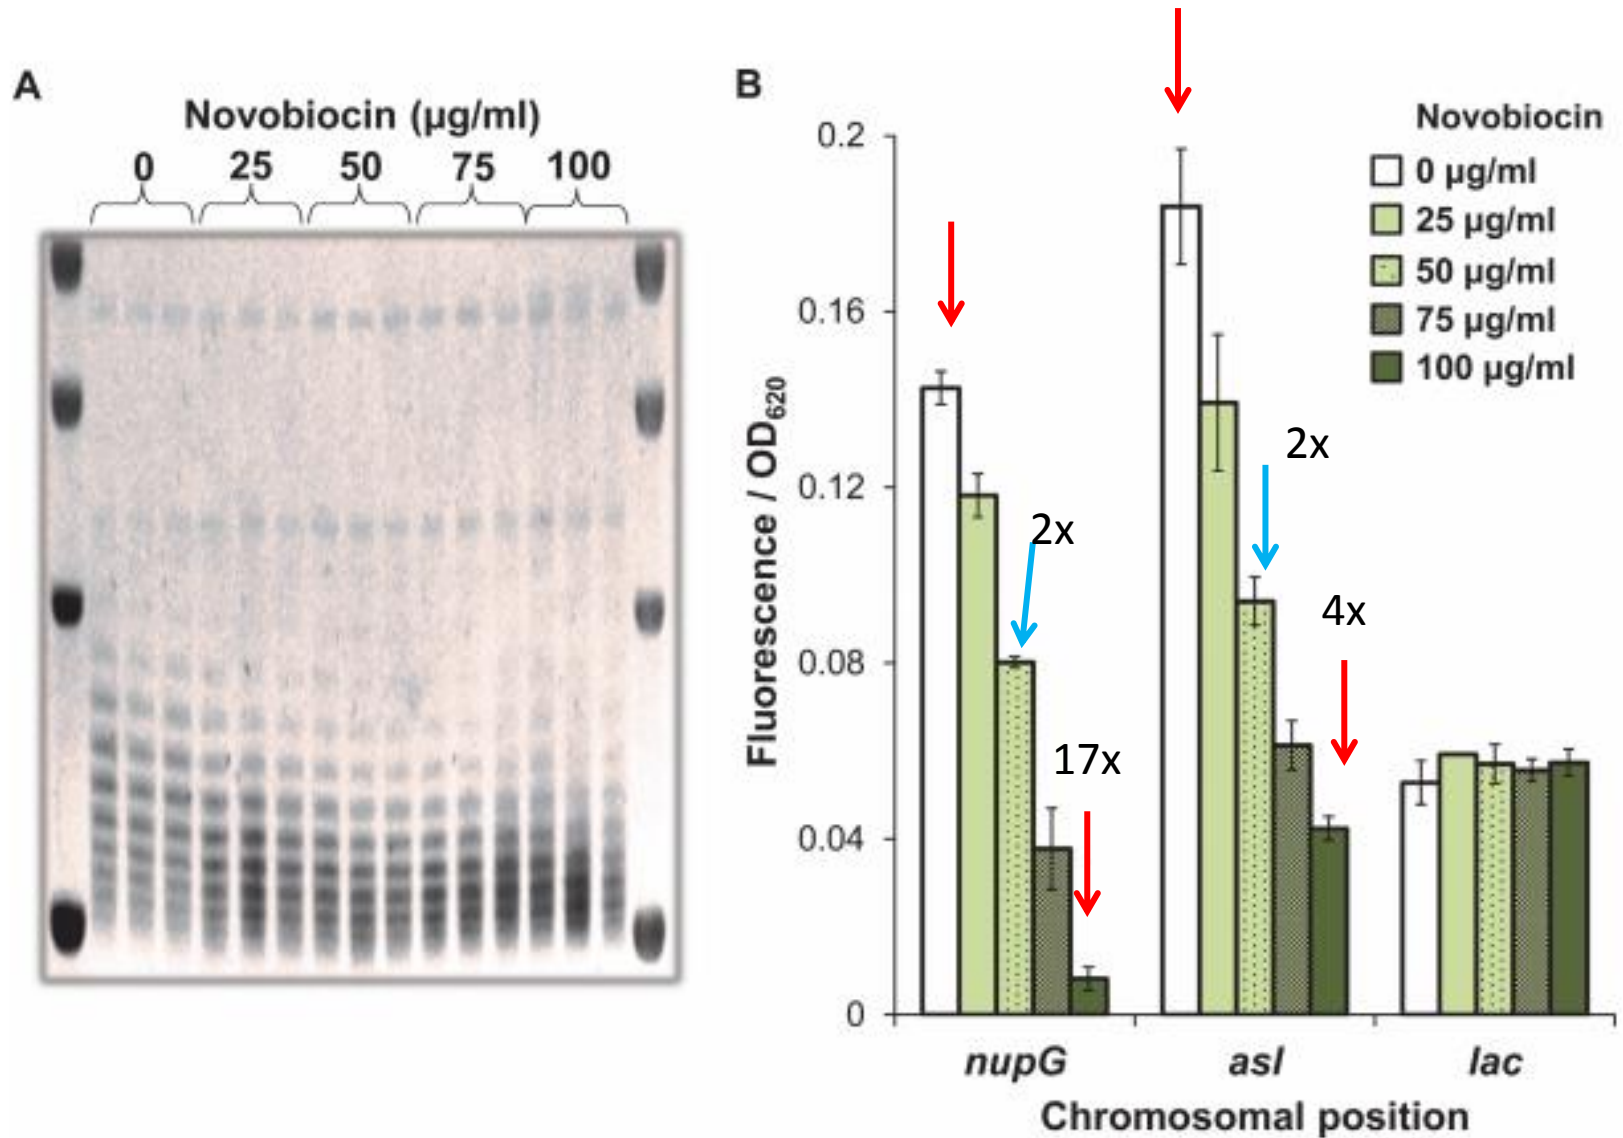 A
Novobiocin (µg/ml)
0 25 50 75 100
B
Fluorescence / OD620
0.2
0.16
0.12
0.08
0.04
0
2x
17x
2x
4x
Novobiocin
0 µg/ml
25 µg/ml
50 µg/ml
75 µg/ml
100 µg/ml
nupG asl lac
Chromosomal position